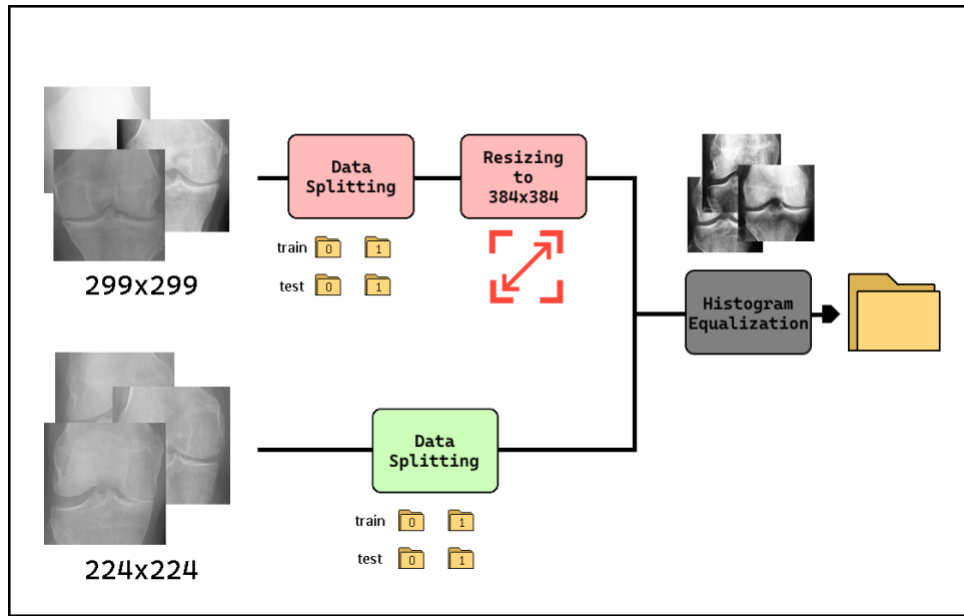 299x299
Data
Splitting
train 0 1
test 0 1
Resizing
to
384x384
224x224
Data
Splitting
train 0 1
test 0 1
Histogram
Equalization